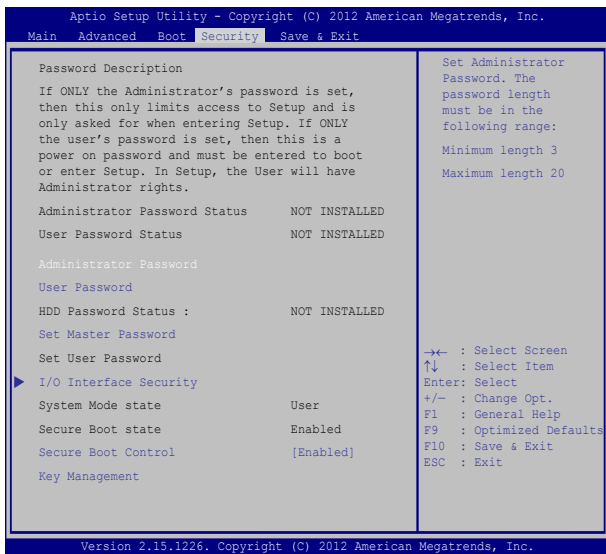 Aptio Setup Utility - Copyright (C) 2012 American Megatrends, Inc.
Main Advanced Boot Security Save & Exit
Password Description
If ONLY the Administrator's password is set,
then this only limits access to Setup and is
only asked for when entering Setup. If ONLY
the user's password is set, then this is a
power on password and must be entered to boot
or enter Setup. In Setup, the User will have
Administrator rights.
Administrator Password Status NOT INSTALLED
User Password Status NOT INSTALLED
Administrator Password
User Password
HDD Password Status : NOT INSTALLED
Set Master Password
Set User Password
I/O Interface Security
System Mode state User
Secure Boot state Enabled
Secure Boot Control [Enabled]
Key Management
Set Administrator
Password. The
password length
must be in the
following range:
Minimum length 3
Maximum length 20
→← : Select Screen
↑↓ : Select Item
Enter: Select
+/— : Change Opt.
F1 : General Help
F9 : Optimized Defaults
F10 : Save & Exit
ESC : Exit
Version 2.15.1226. Copyright (C) 2012 American Megatrends, Inc.